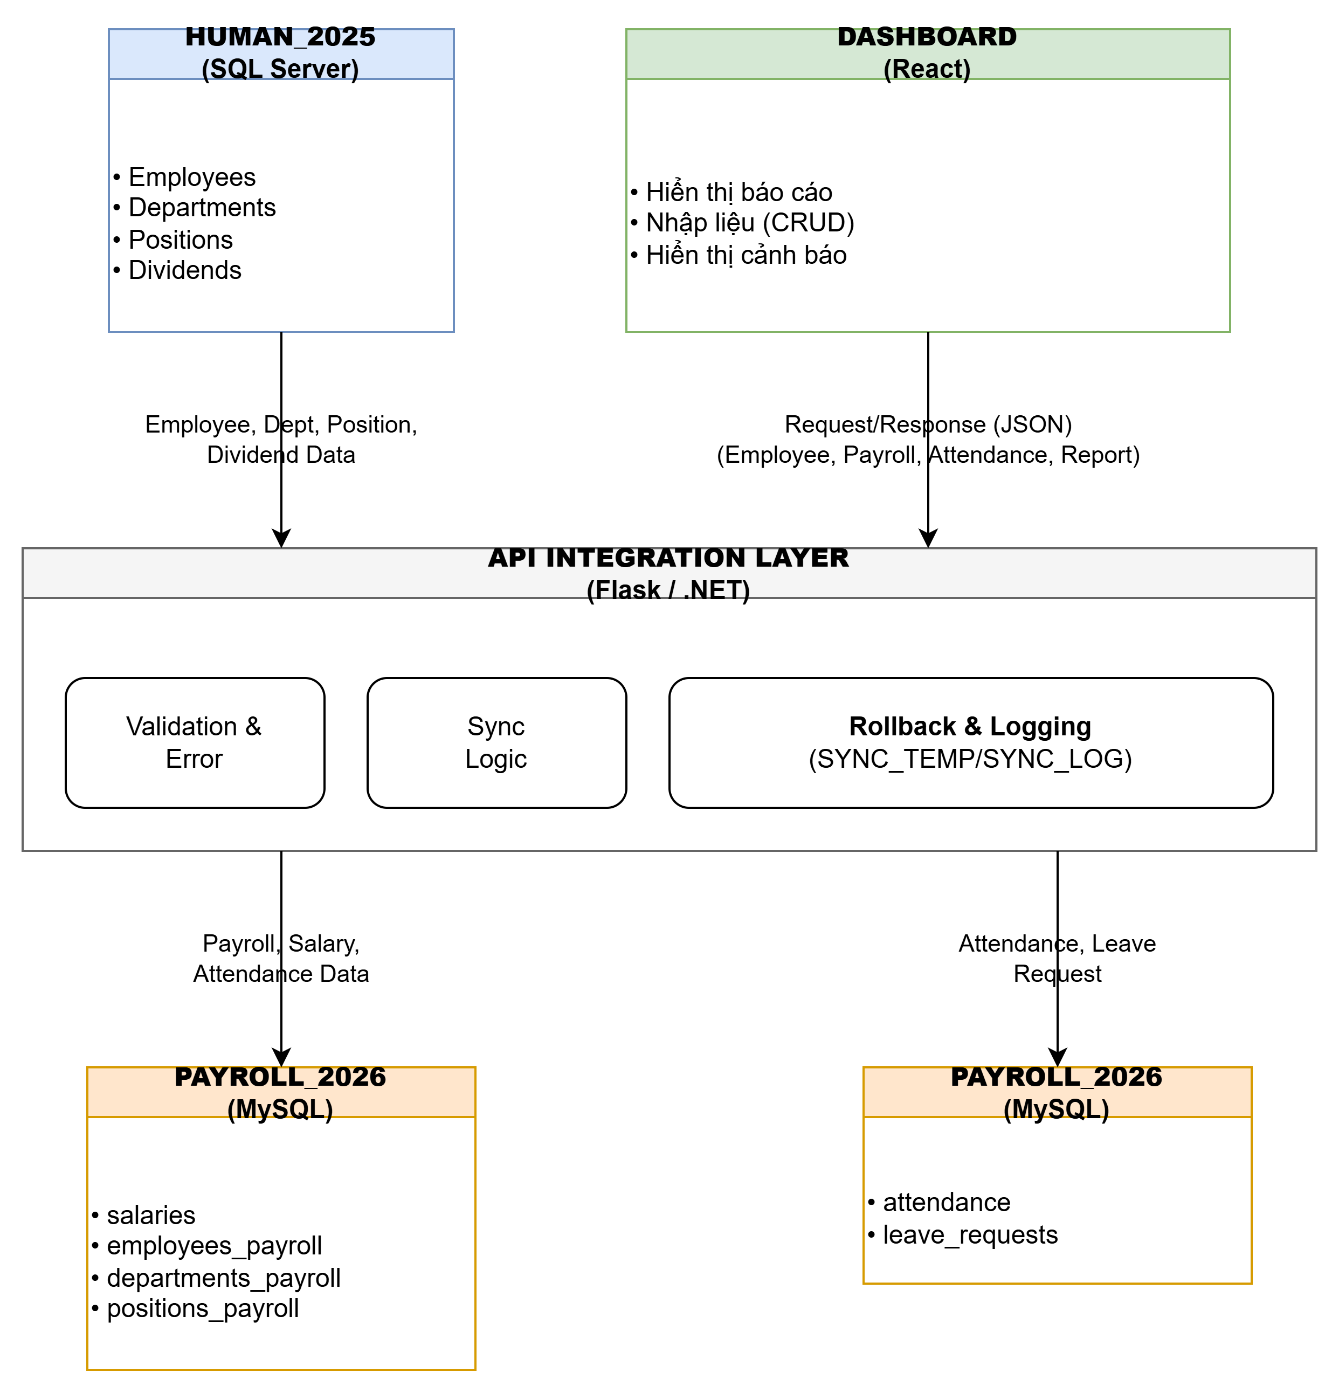 HUMAN_2025
(SQL Server)
• Employees
• Departments
• Positions
• Dividends
DASHBOARD
(React)
• Hiển thị báo cáo
• Nhập liệu (CRUD)
• Hiển thị cảnh báo
Employee, Dept, Position,
Dividend Data
Request/Response (JSON)
(Employee, Payroll, Attendance, Report)
API INTEGRATION LAYER
(Flask / .NET)
Validation &
Error
Sync
Logic
Rollback & Logging
(SYNC_TEMP/SYNC_LOG)
Payroll, Salary,
Attendance Data
Attendance, Leave
Request
PAYROLL_2026
(MySQL)
• salaries
• employees_payroll
• departments_payroll
• positions_payroll
PAYROLL_2026
(MySQL)
• attendance
• leave_requests